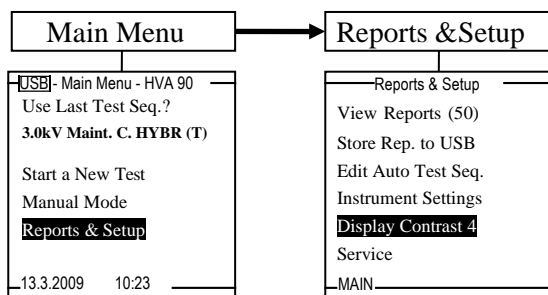 Main Menu
USB - Main Menu - HVA 90
Use Last Test Seq.?
3.0kV Maint. C. HYBR (T)
Start a New Test
Manual Mode
Reports & Setup
13.3.2009 10:23
Reports &Setup
Reports & Setup
View Reports (50)
Store Rep. to USB
Edit Auto Test Seq.
Instrument Settings
Display Contrast 4
Service
MAIN